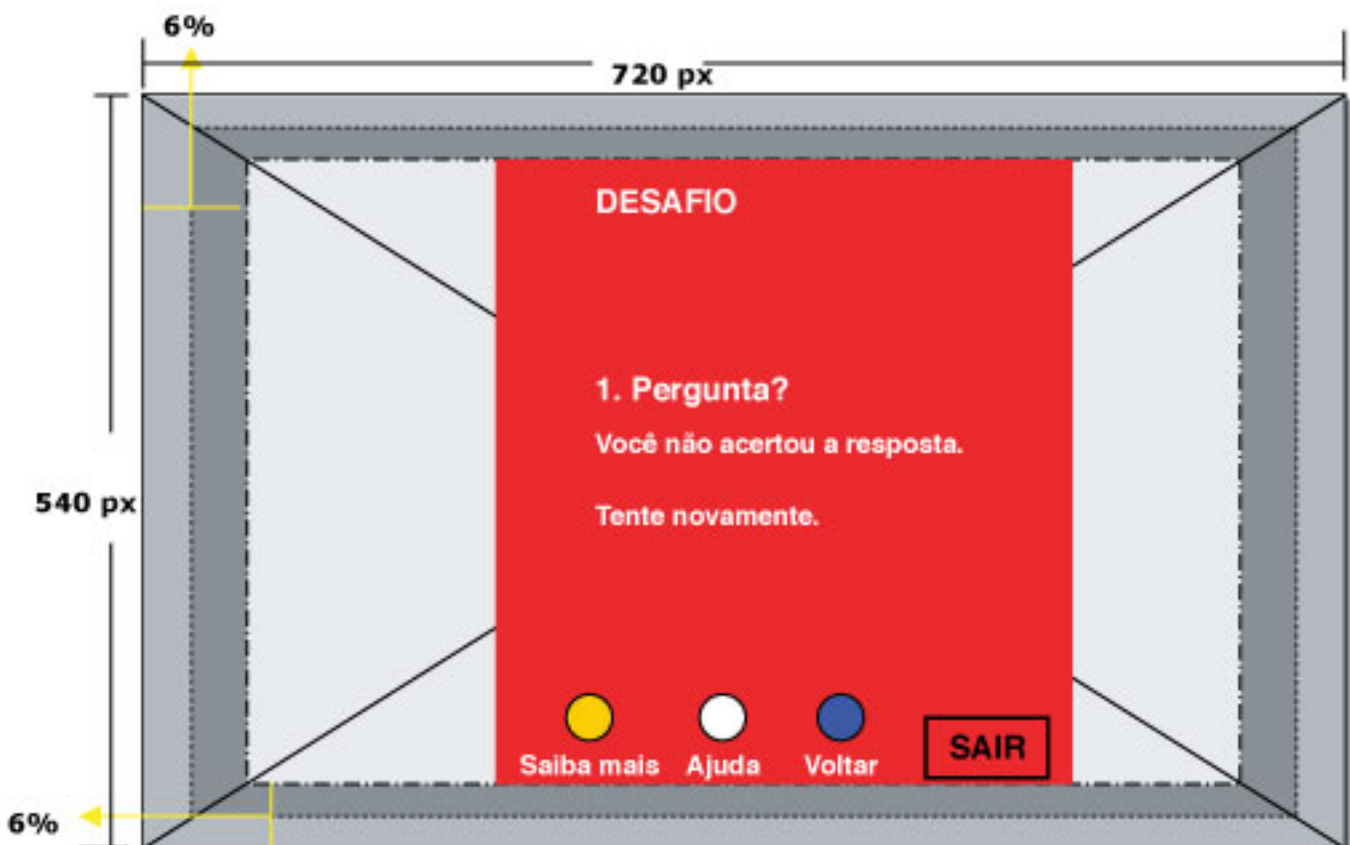 6%
720 px
DESAFIO
1. Pergunta?
Você não acertou a resposta.
540 px
Tente novamente.
Saiba mais Ajuda Voltar SAIR
6%